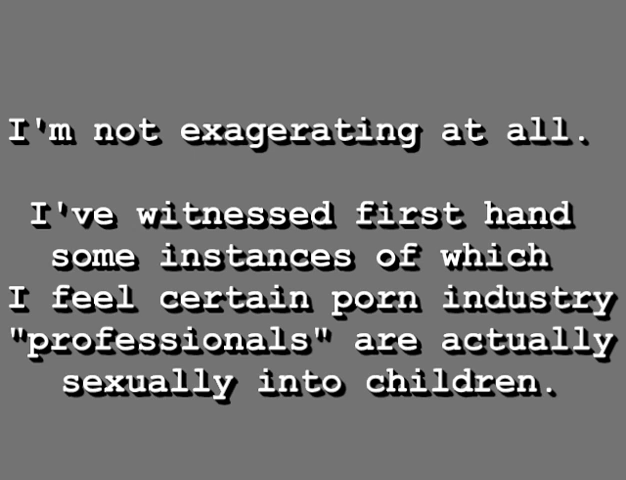 I'm not exagerating at all.
I've witnessed first hand
some instances of which
I feel certain porn industry
"professionals" are actually
sexually into children.